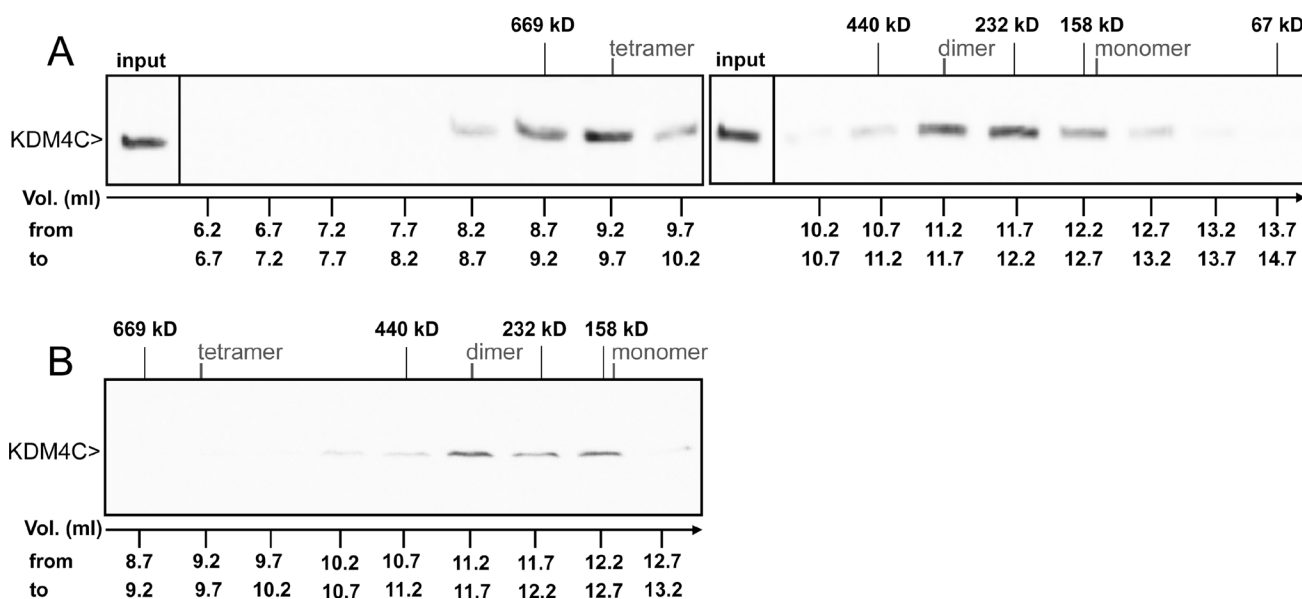 669 kD 440 kD 232 kD 158 kD 67 kD
A tetramer dimer monomer
input input
KDM4C>
Vol. (ml)
from 6.2 6.7 7.2 7.7 8.2 8.7 9.2 9.7 10.2 10.7 11.2 11.7 12.2 12.7 13.2 13.7
to 6.7 7.2 7.7 8.2 8.7 9.2 9.7 10.2 10.7 11.2 11.7 12.2 12.7 13.2 13.7 14.7
669 kD 440 kD 232 kD 158 kD
B tetramer dimer monomer
KDM4C>
Vol. (ml)
from 8.7 9.2 9.7 10.2 10.7 11.2 11.7 12.2 12.7
to 9.2 9.7 10.2 10.7 11.2 11.7 12.2 12.7 13.2